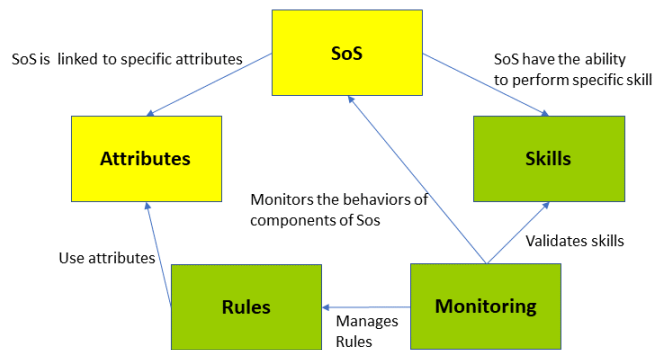 SoS
SoS is linked to specific attributes
SoS have the ability
to perform specific skill
Attributes
Skills
Monitors the behaviors of
components of Sos
Validates skills
Use attributes
Rules
Monitoring
Manages
Rules